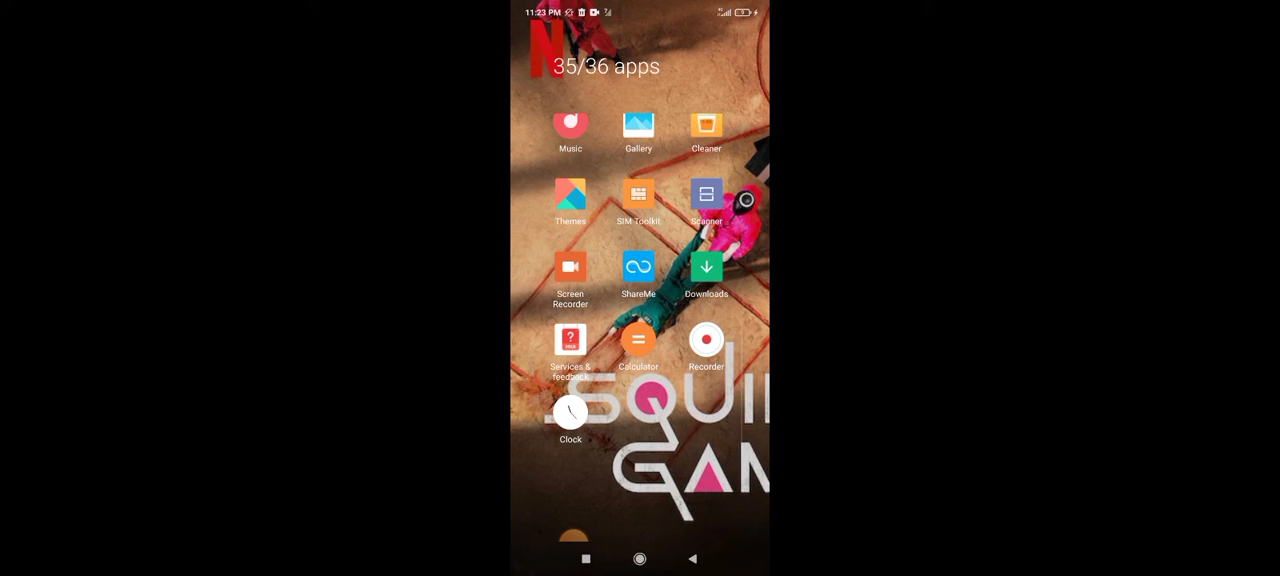 11:23 PM
N
35/36 apps
Music Gallery Cleaner
Themes SIM Toolkit Scanner
Screen Recorder ShareMe Downloads
Services & feedback Calculator Recorder
Clock
SQUI
GAM